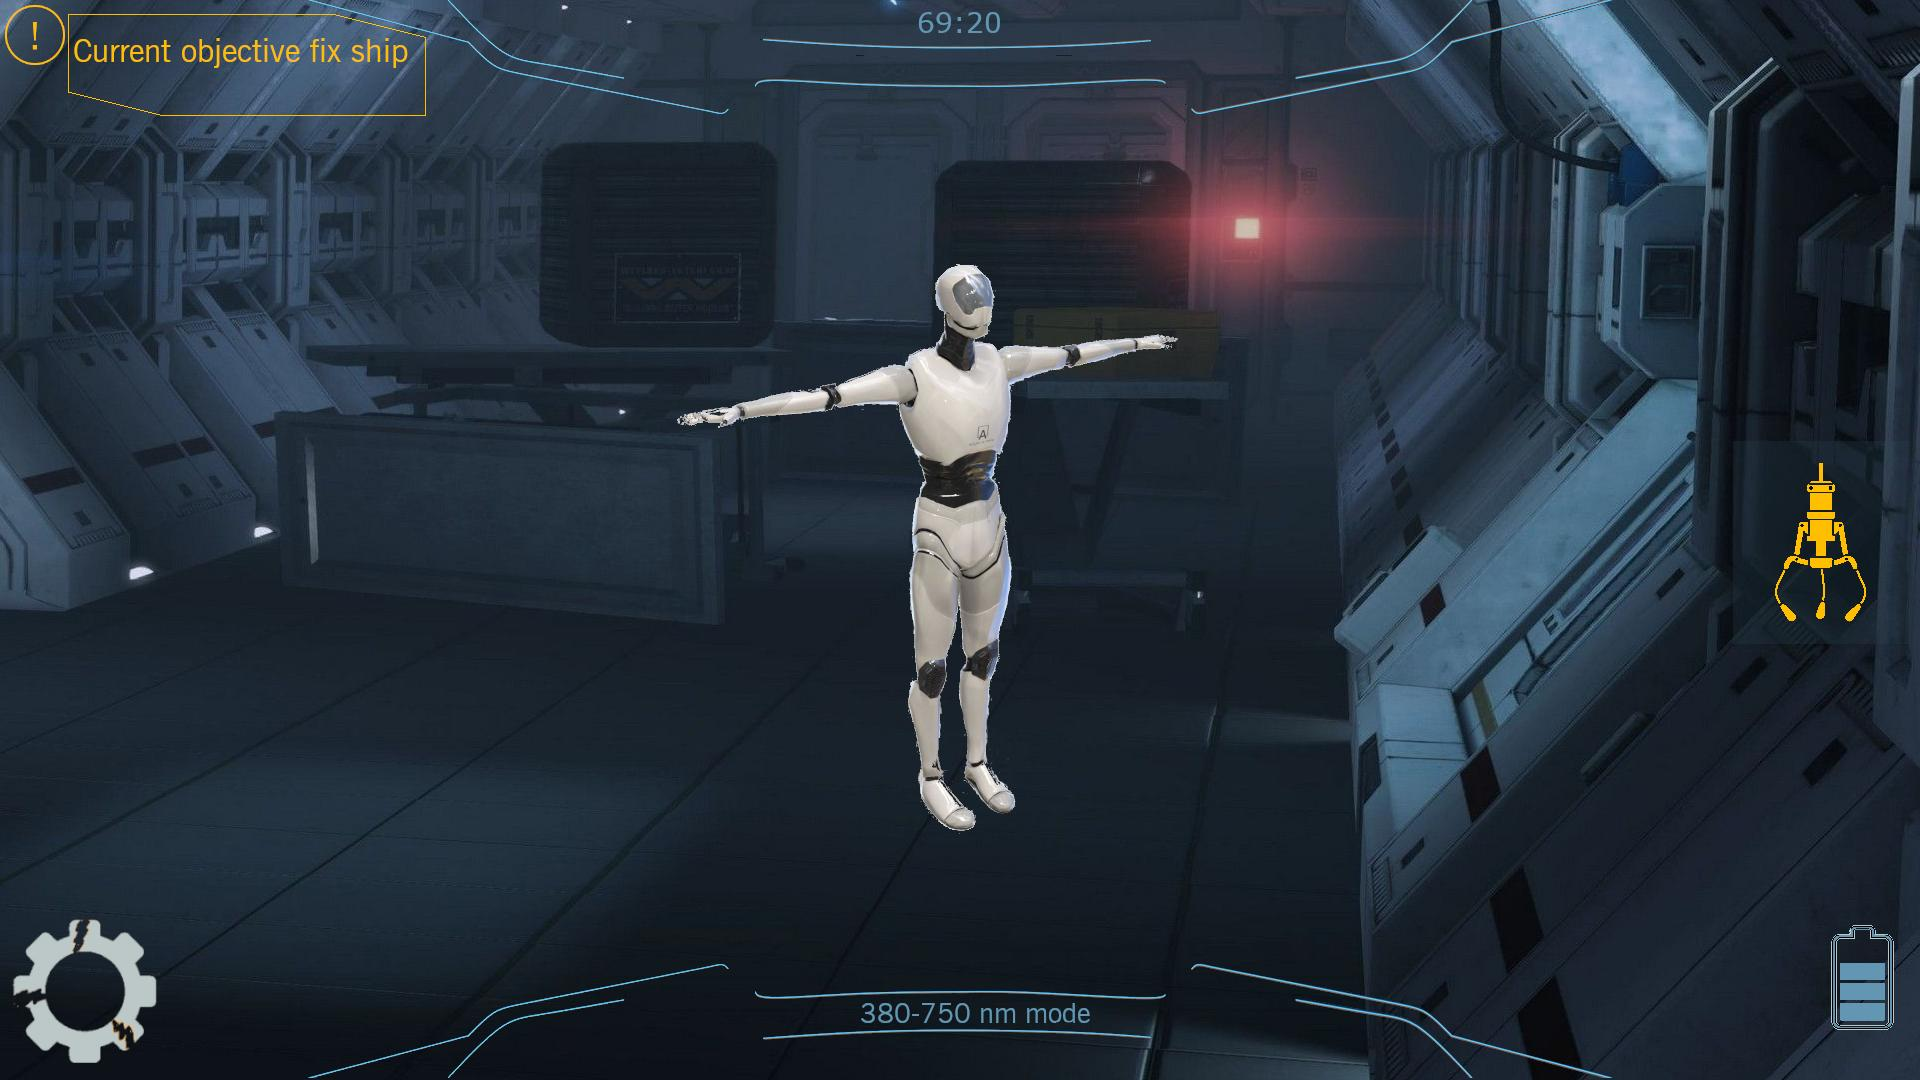 69:20
!
Current objective fix ship
A
E
380-750 nm mode